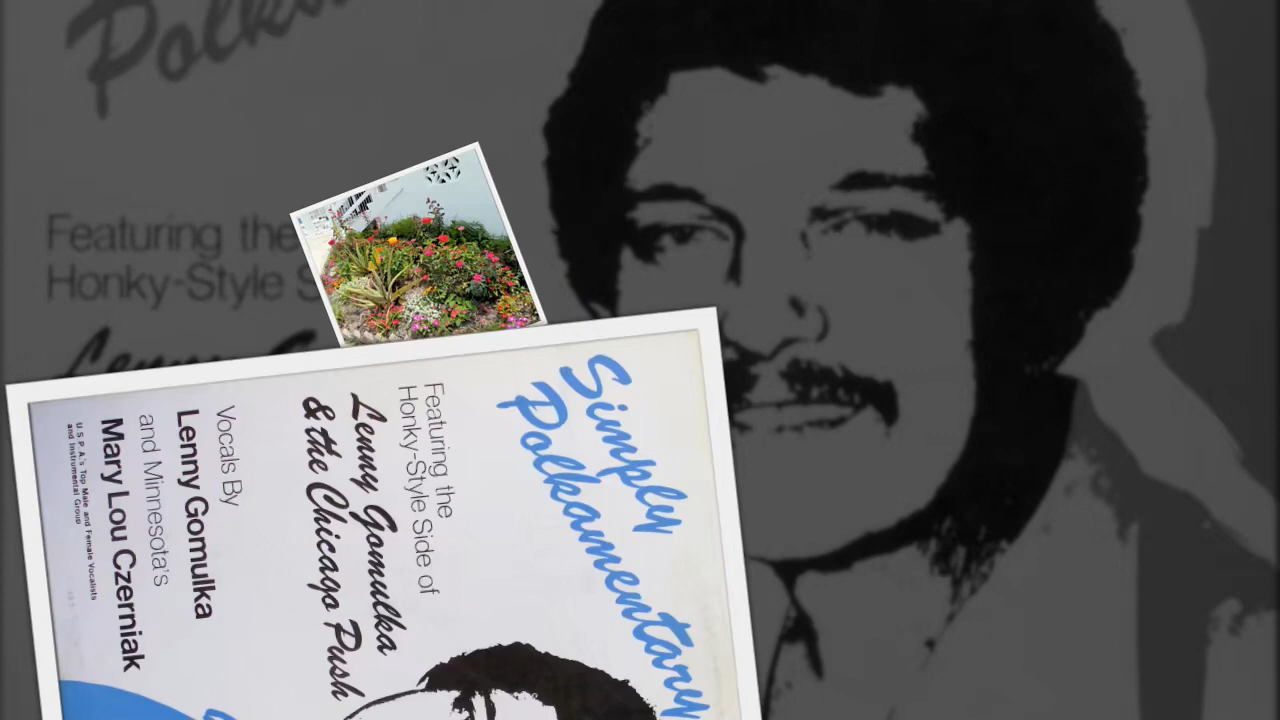 Polka
Featuring the
Honky-Style S
Simply
Polkamentary
Featuring the
Honky-Style Side of
Lenny Gomulka
& the Chicago Push
Vocals By
Lenny Gomulka
and Minnesota's
Mary Lou Czerniak
U S P A.'s Top Male and Female Vocalists
and Instrumental Group